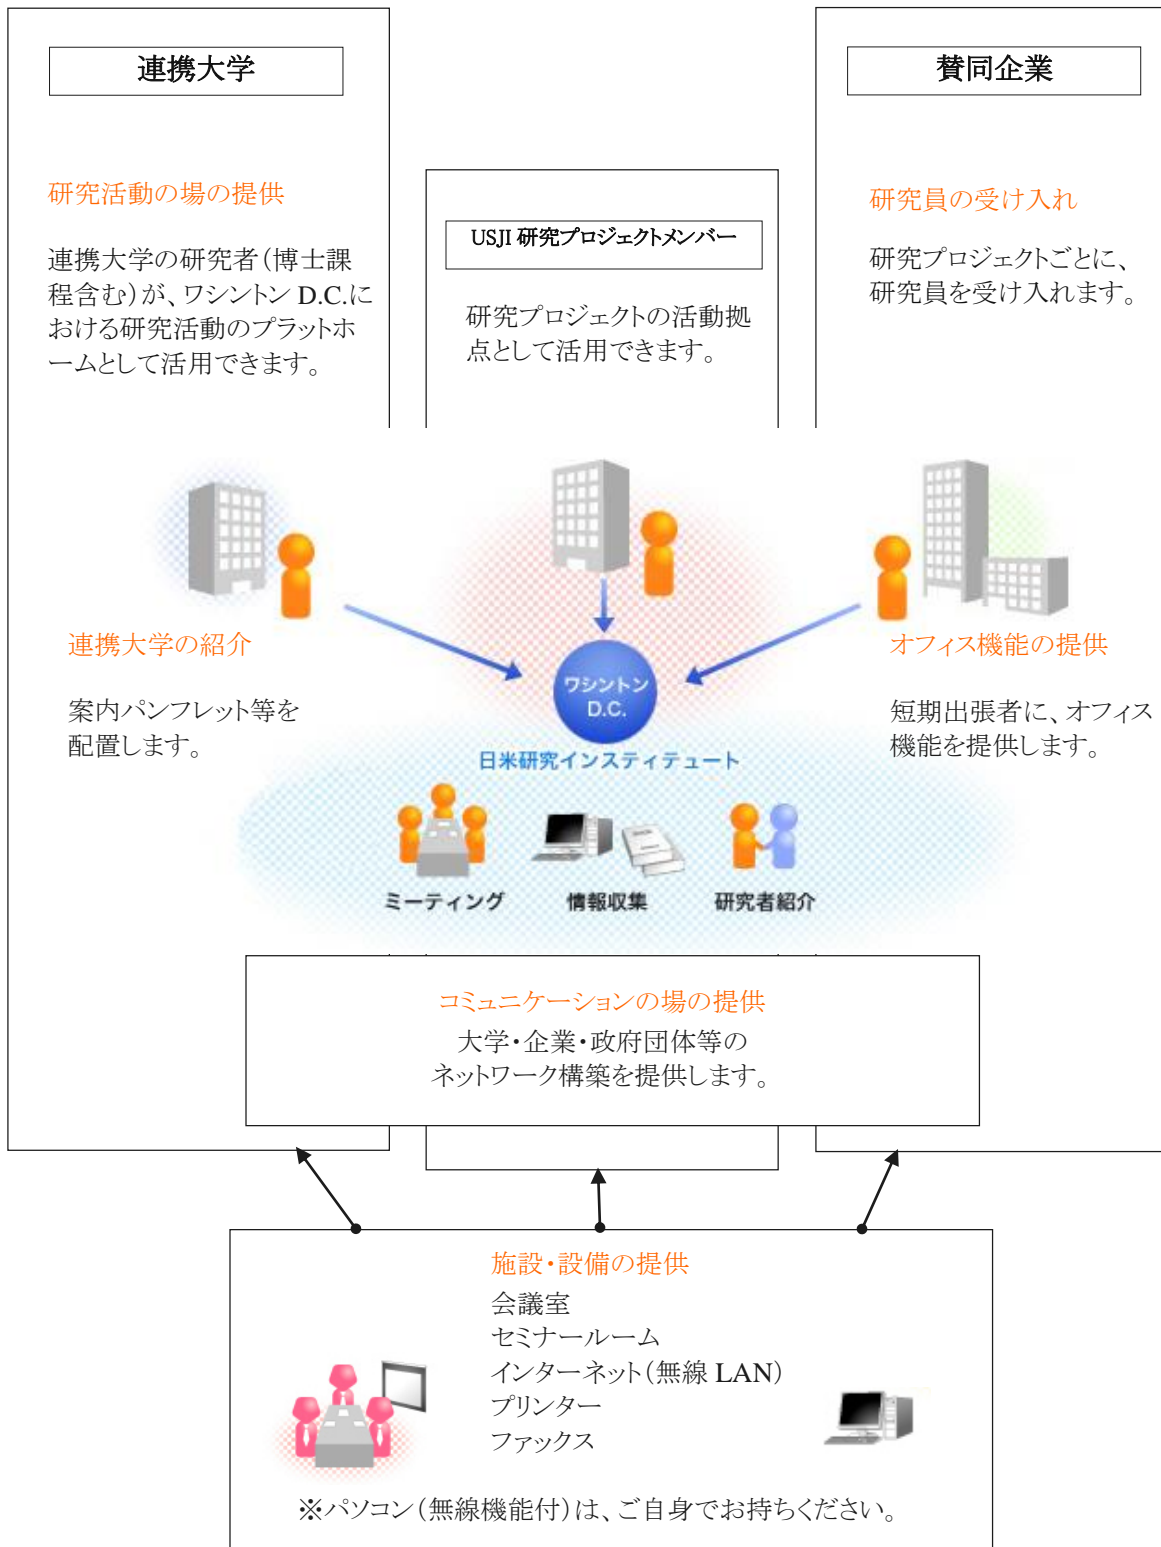 連携大学
研究活動の場の提供
連携大学の研究者(博士課
程含む)が、ワシントン D.C.に
おける研究活動のプラットホ
ームとして活用できます。
USJI 研究プロジェクトメンバー
研究プロジェクトの活動拠
点として活用できます。
賛同企業
研究員の受け入れ
研究プロジェクトごとに、
研究員を受け入れます。
連携大学の紹介
案内パンフレット等を
配置します。
ワシントン
D.C.
日米研究インスティテュート
オフィス機能の提供
短期出張者に、オフィス
機能を提供します。
ミーティング
情報収集
研究者紹介
コミュニケーションの場の提供
大学・企業・政府団体等の
ネットワーク構築を提供します。
施設・設備の提供
会議室
セミナールーム
インターネット(無線 LAN)
プリンター
ファックス
※パソコン(無線機能付)は、ご自身でお持ちください。